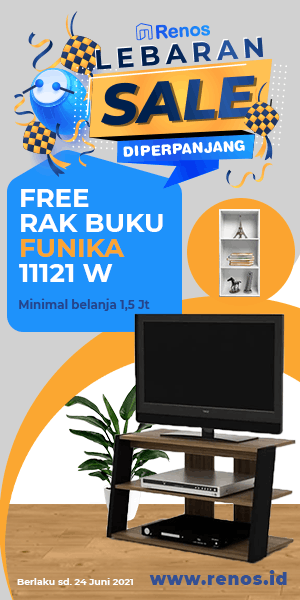 Renos
LEBARAN
SALE
DIPERPANJANG
FREE
RAK BUKU
FUNIKA
11121 W
Minimal belanja 1,5 Jt
Berlaku sd. 24 Juni 2021
www.renos.id